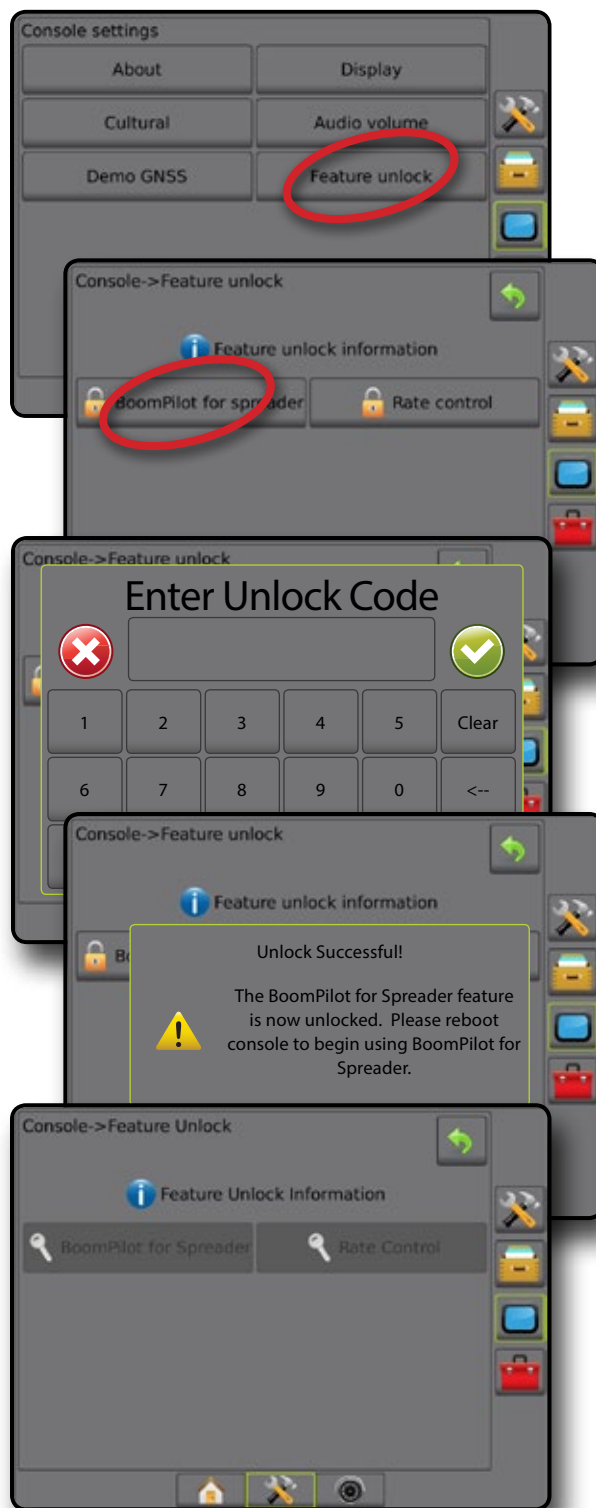 Console settings
About
Display
Cultural
Audio volume
Demo GNSS
Feature unlock
Console->Feature unlock
Feature unlock information
BoomPilot for spreader
Rate control
Console->Feature unlock
Enter Unlock Code
1 2 3 4 5 Clear
6 7 8 9 0 <--
Console->Feature unlock
Feature unlock information
Unlock Successful!
The BoomPilot for Spreader feature
is now unlocked. Please reboot
console to begin using BoomPilot for
Spreader.
Console->Feature Unlock
Feature Unlock Information
BoomPilot for Spreader
Rate Control